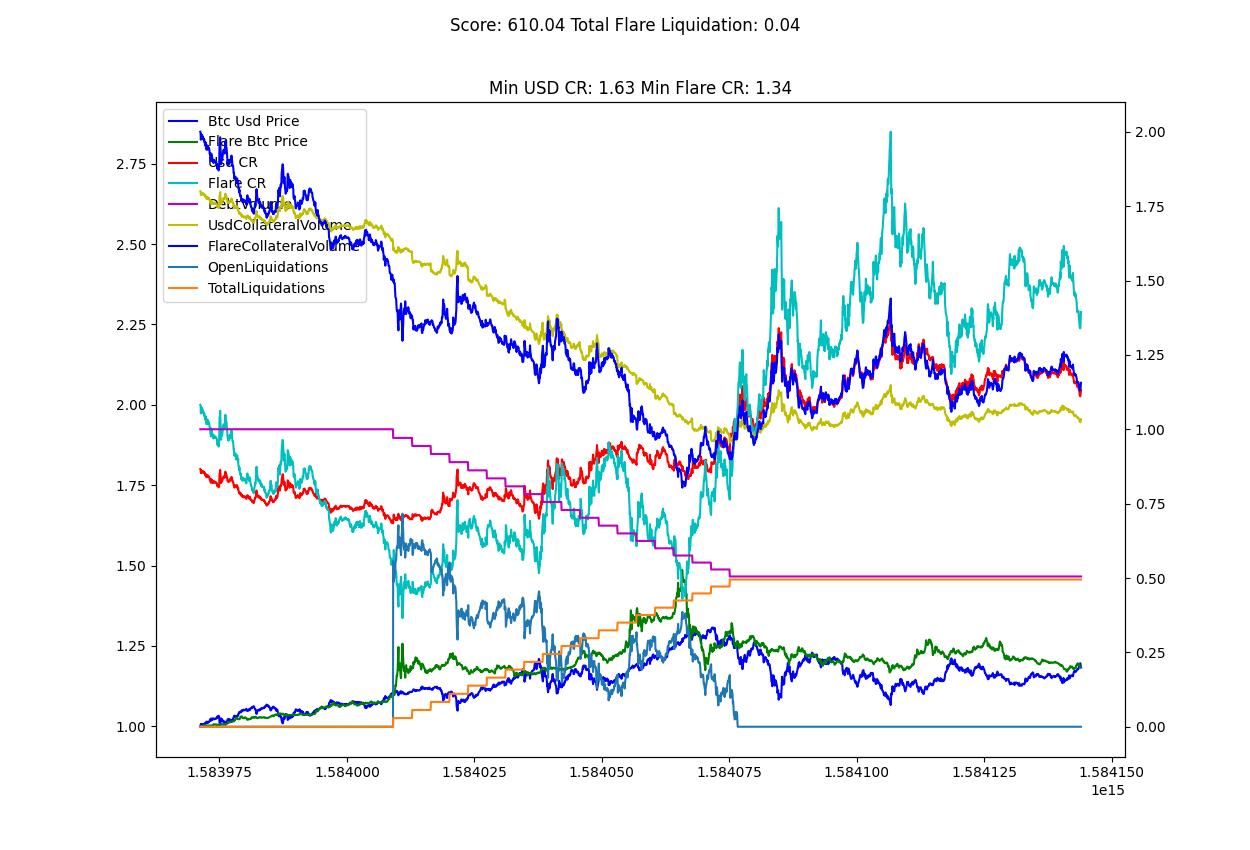 Score: 610.04 Total Flare Liquidation: 0.04
Min USD CR: 1.63 Min Flare CR: 1.34
Btc Usd Price
Flare Btc Price
Usd CR
Flare CR
DebtVolume
UsdCollateralVolume
FlareCollateralVolume
OpenLiquidations
TotalLiquidations
2.75
2.50
2.25
2.00
1.75
1.50
1.25
1.00
2.00
1.75
1.50
1.25
1.00
0.75
0.50
0.25
0.00
1.583975 1.584000 1.584025 1.584050 1.584075 1.584100 1.584125 1.584150
1e15